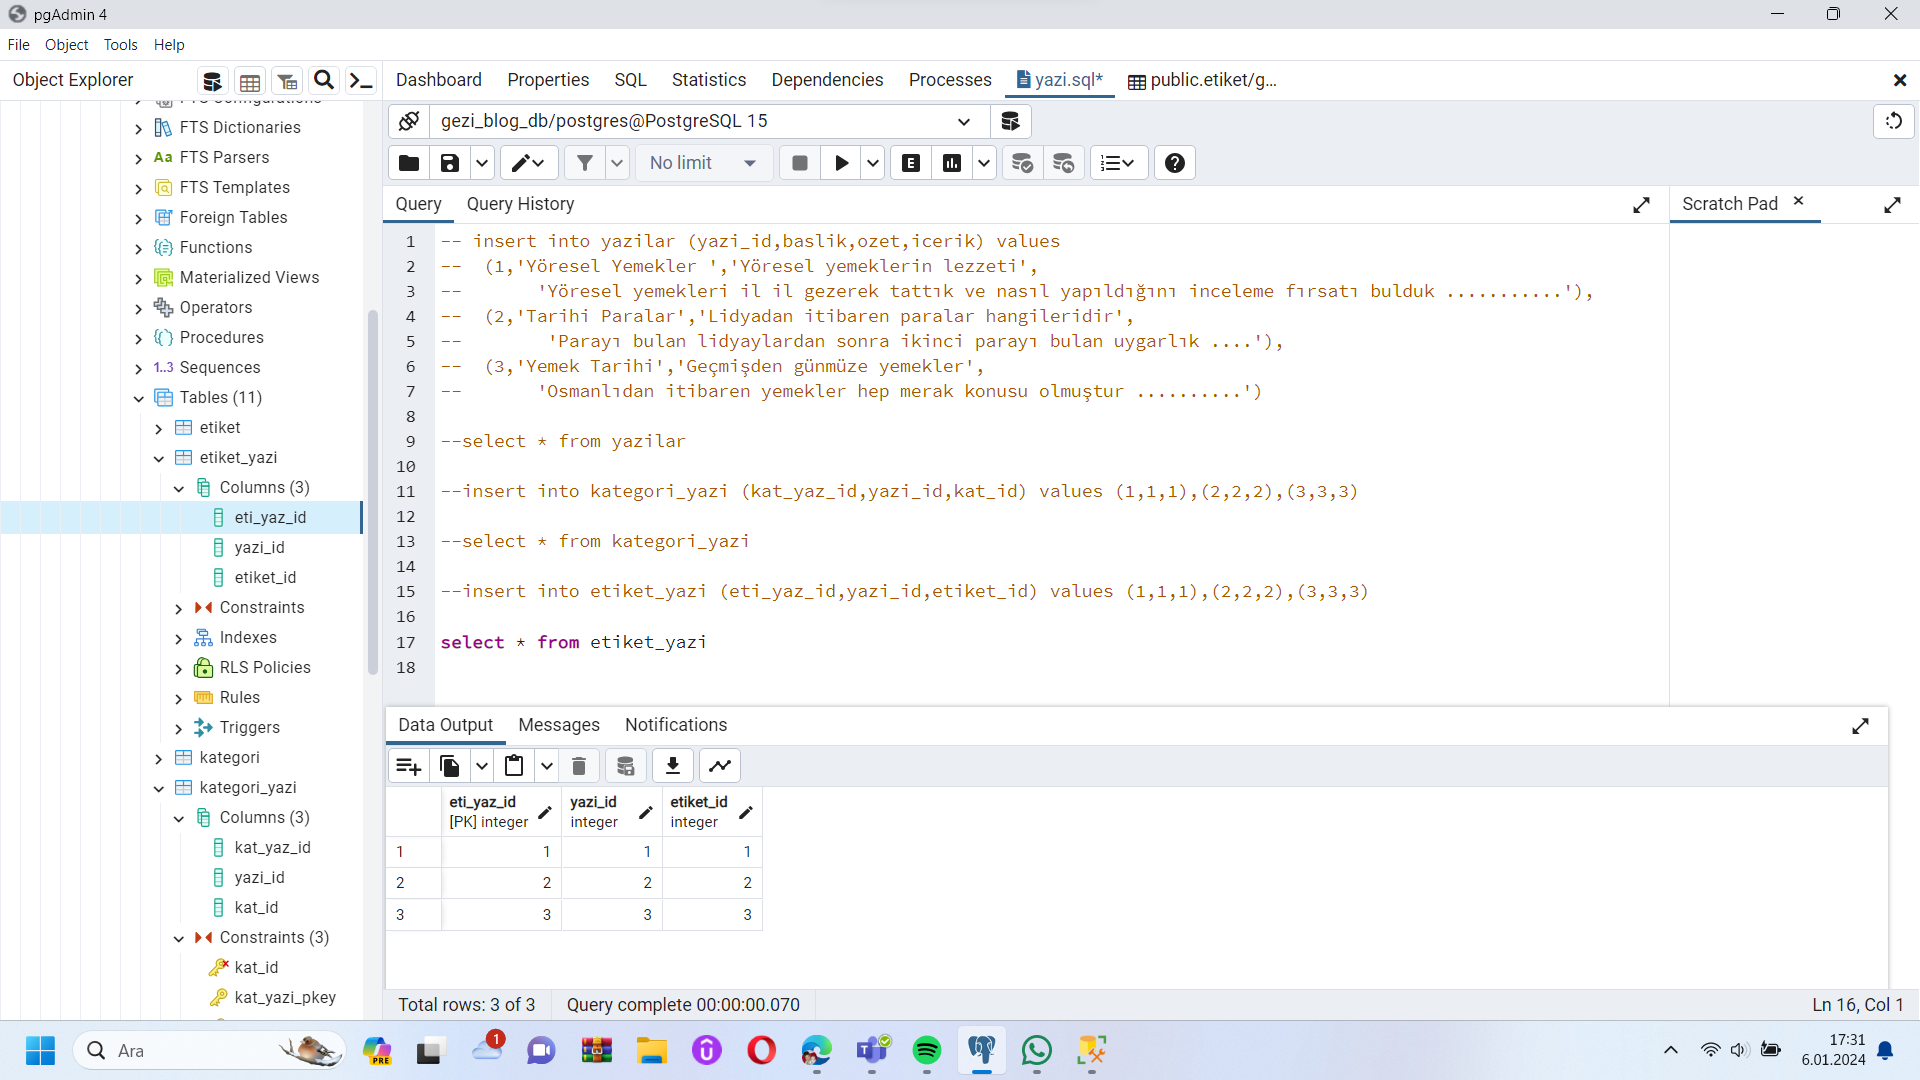 pgAdmin 4
File Object Tools Help
Object Explorer
Dashboard Properties SQL Statistics Dependencies Processes yazi.sql* public.etiket/g...
FTS Configurations
FTS Dictionaries
Aa FTS Parsers
FTS Templates
Foreign Tables
Functions
Materialized Views
Operators
Procedures
1..3 Sequences
Tables (11)
etiket
etiket_yazi
Columns (3)
eti_yaz_id
yazi_id
etiket_id
Constraints
Indexes
RLS Policies
Rules
Triggers
kategori
kategori_yazi
Columns (3)
kat_yaz_id
yazi_id
kat_id
Constraints (3)
kat_id
kat_yazi_pkey
gezi_blog_db/postgres@PostgreSQL 15
No limit
E
Query Query History
Scratch Pad
1 -- insert into yazilar (yazi_id,baslik,ozet,icerik) values
2 --  (1,'Yöresel Yemekler ','Yöresel yemeklerin lezzeti',
3 --       'Yöresel yemekleri il il gezerek tattık ve nasıl yapıldığını inceleme fırsatı bulduk ...........'),
4 --  (2,'Tarihi Paralar','Lidyadan itibaren paralar hangileridir',
5 --        'Parayı bulan lidyaylardan sonra ikinci parayı bulan uygarlık ....'),
6 --  (3,'Yemek Tarihi','Geçmişden günmüze yemekler',
7 --       'Osmanlıdan itibaren yemekler hep merak konusu olmuştur ..........')
8
9 --select * from yazilar
10
11 --insert into kategori_yazi (kat_yaz_id,yazi_id,kat_id) values (1,1,1),(2,2,2),(3,3,3)
12
13 --select * from kategori_yazi
14
15 --insert into etiket_yazi (eti_yaz_id,yazi_id,etiket_id) values (1,1,1),(2,2,2),(3,3,3)
16
17 select * from etiket_yazi
18
Data Output Messages Notifications
eti_yaz_id yazi_id etiket_id
[PK] integer integer integer
1 1 1 1
2 2 2 2
3 3 3 3
Total rows: 3 of 3 Query complete 00:00:00.070 Ln 16, Col 1
Ara
PRE
1
17:31
6.01.2024